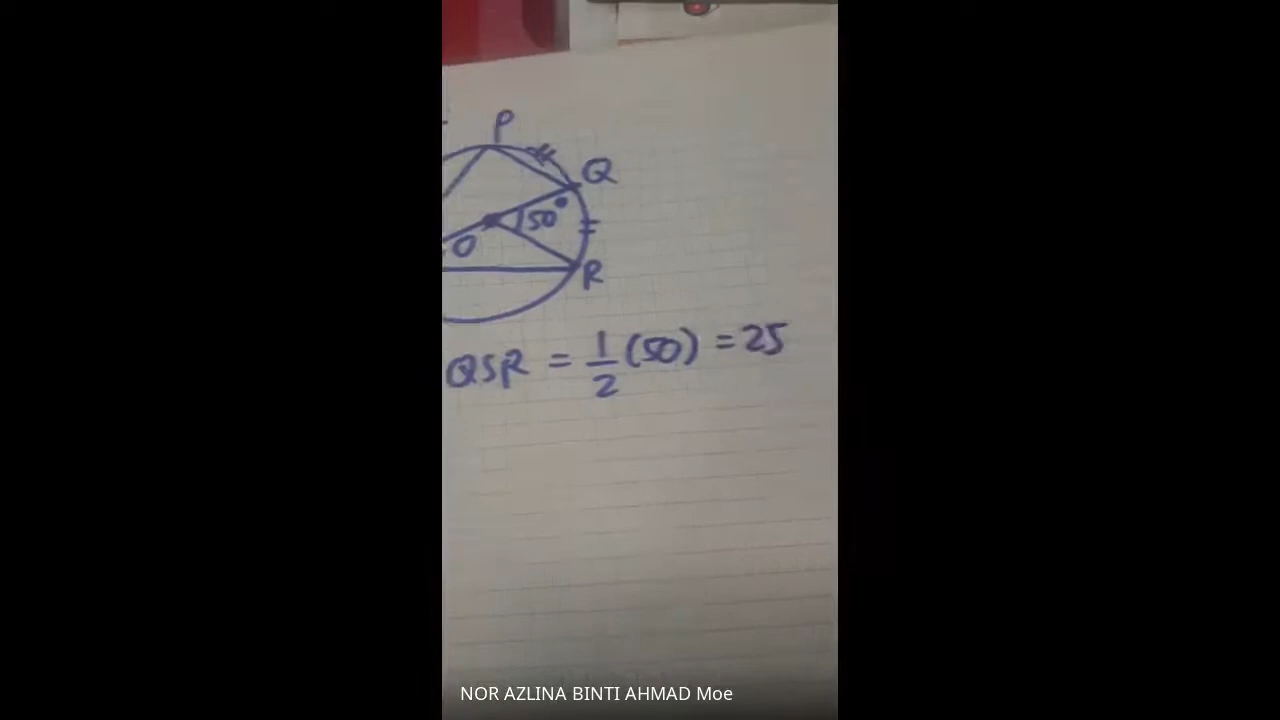 P
Q
50°
O
R
QSR = 1/2 (50) = 25
NOR AZLINA BINTI AHMAD Moe